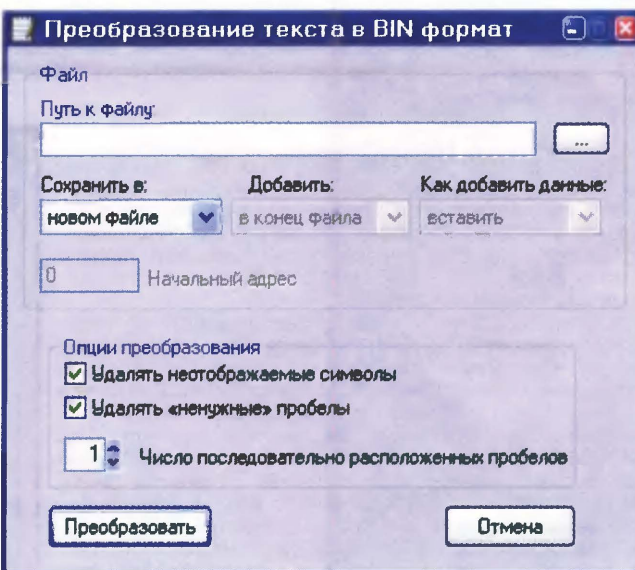 Преобразование текста в BIN формат
Файл
Путь к файлу:
...
Сохранить в: Добавить: Как добавить данные:
новом файле в конец файла вставить
0 Начальный адрес
Опции преобразования
Удалять неотображаемые символы
Удалять «ненужные» пробелы
1 Число последовательно расположенных пробелов
Преобразовать Отмена